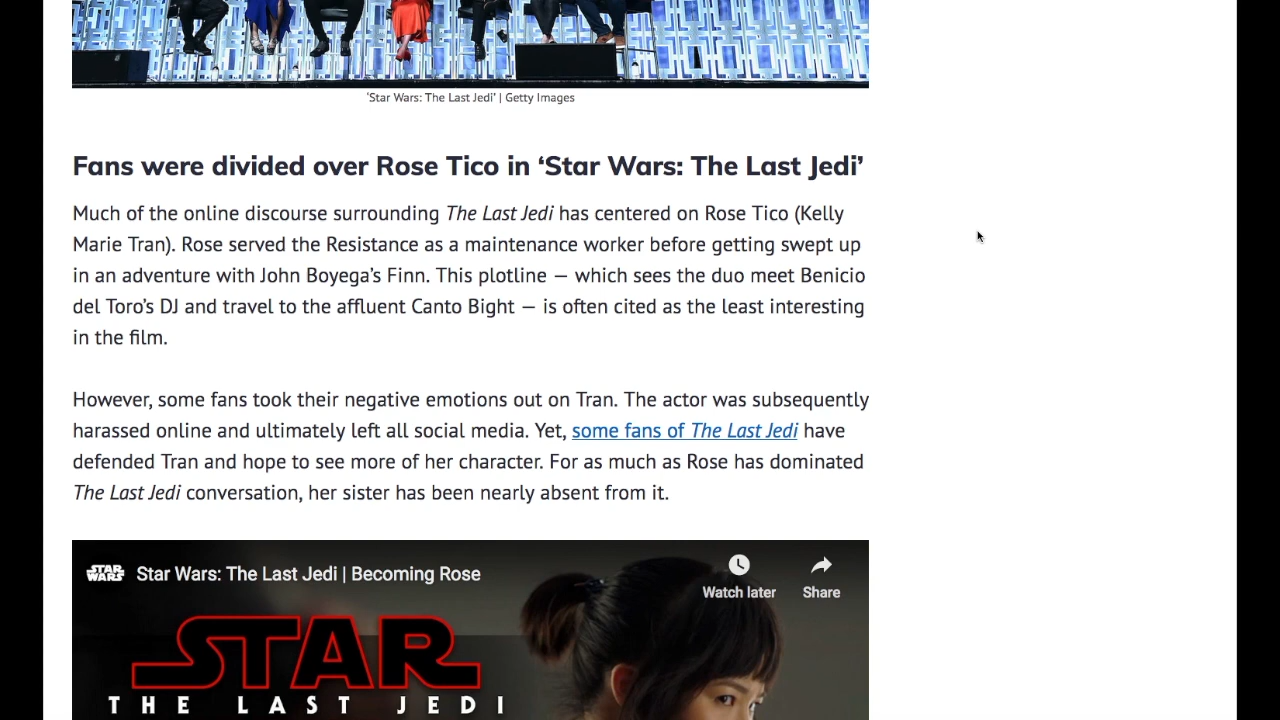 ‘Star Wars: The Last Jedi’ | Getty Images
Fans were divided over Rose Tico in ‘Star Wars: The Last Jedi’
Much of the online discourse surrounding The Last Jedi has centered on Rose Tico (Kelly
Marie Tran). Rose served the Resistance as a maintenance worker before getting swept up
in an adventure with John Boyega’s Finn. This plotline — which sees the duo meet Benicio
del Toro’s DJ and travel to the affluent Canto Bight — is often cited as the least interesting
in the film.
However, some fans took their negative emotions out on Tran. The actor was subsequently
harassed online and ultimately left all social media. Yet, some fans of The Last Jedi have
defended Tran and hope to see more of her character. For as much as Rose has dominated
The Last Jedi conversation, her sister has been nearly absent from it.
STAR WARS Star Wars: The Last Jedi | Becoming Rose
Watch later Share
STAR
THE LAST JEDI